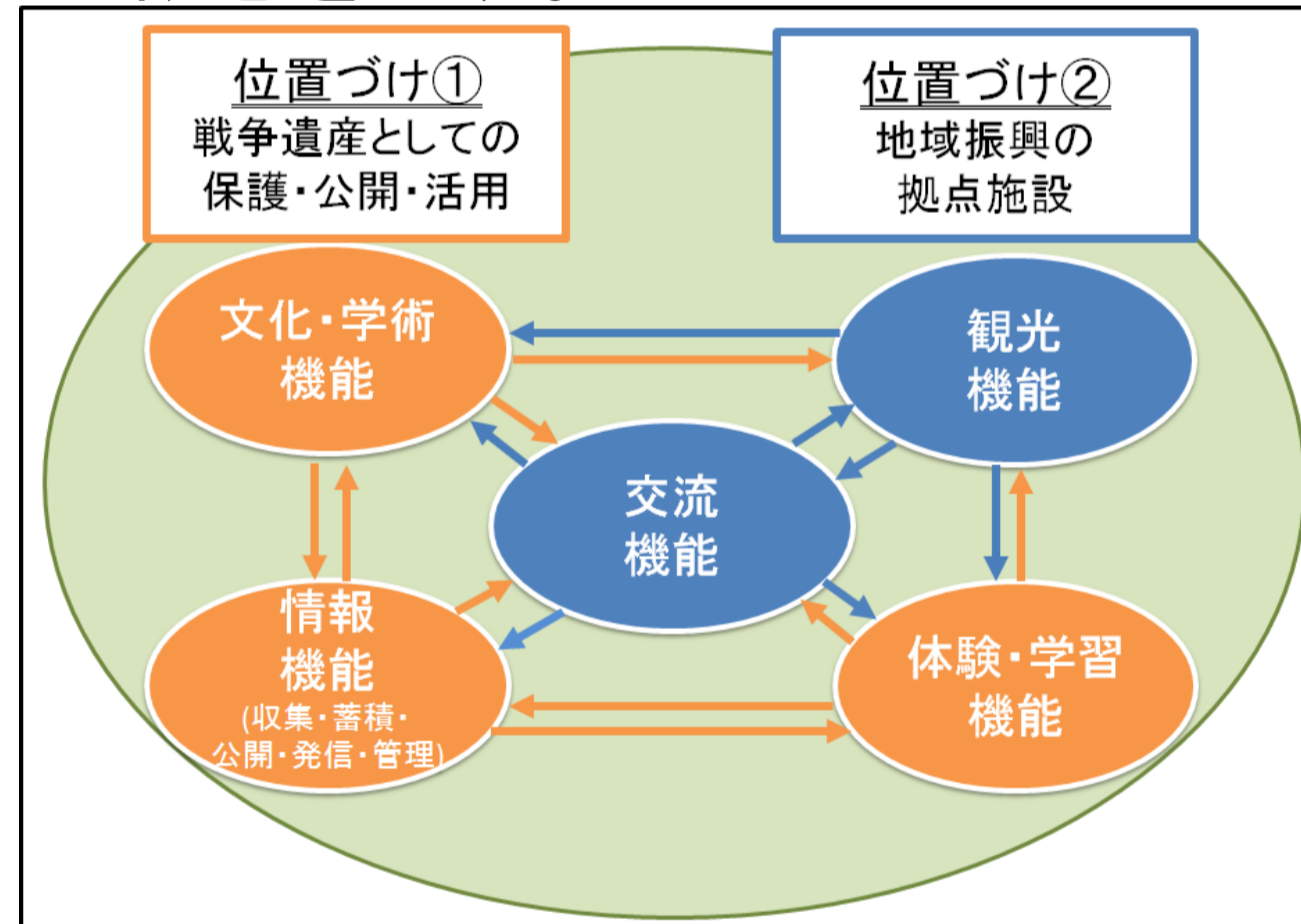 位置づけ①
戦争遺産としての
保護・公開・活用
位置づけ②
地域振興の
拠点施設
文化・学術
機能
観光
機能
交流
機能
情報
機能
(収集・蓄積・
公開・発信・管理)
体験・学習
機能